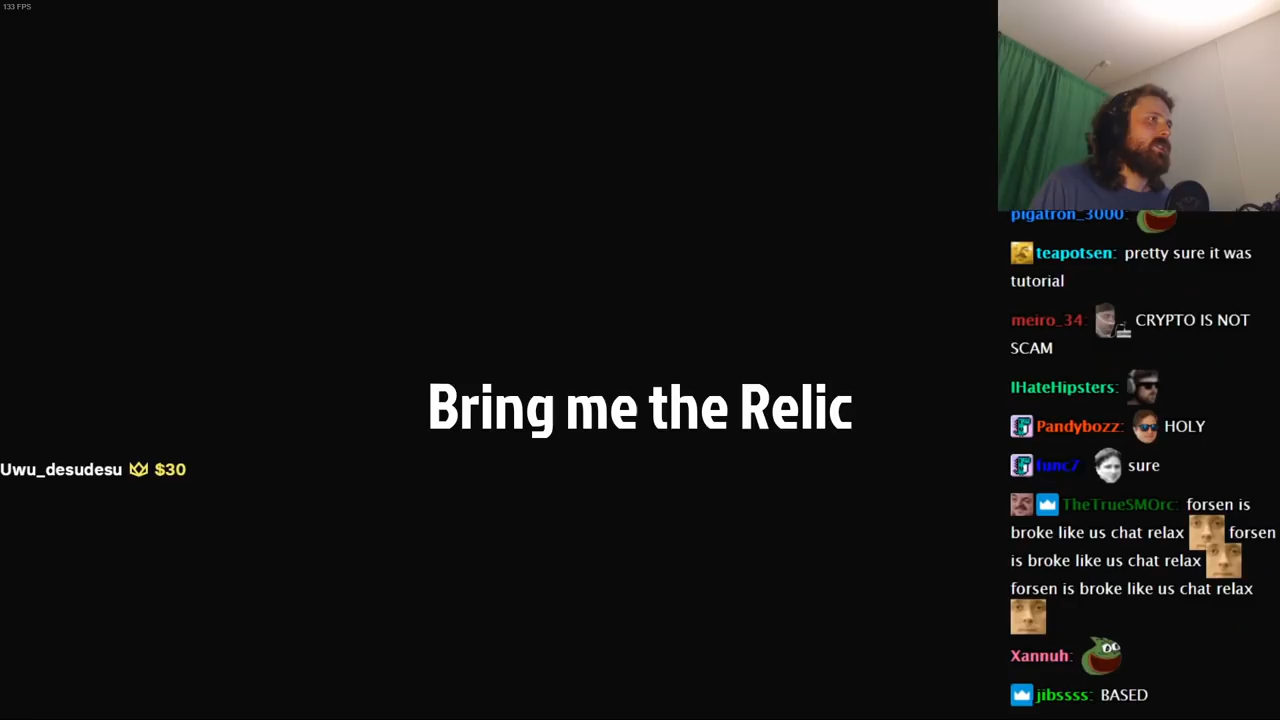 133 FPS
Bring me the Relic
Uwu_desudesu $30
pigatron_3000:
teapotsen: pretty sure it was
tutorial
meiro_34: CRYPTO IS NOT
SCAM
IHateHipsters:
Pandybozz: HOLY
func7 sure
TheTrueSMOrc: forsen is
broke like us chat relax forsen
is broke like us chat relax
forsen is broke like us chat relax
Xannuh:
jibssss: BASED